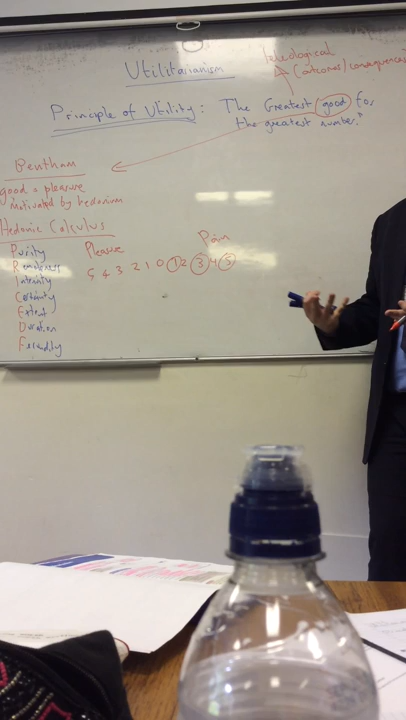 teleological
(outcomes/consequences
Utilitarianism
Principle of Utility: The Greatest good for
the greatest number."
Bentham
good = pleasure
motivated by hedonism
Hedonic Calculus
Purity
Pleasure
Pain
Remoteness
5 4 3 2 1 0 1 2 3 4 5
Intensity
Certainty
Extent
Duration
Fecundity